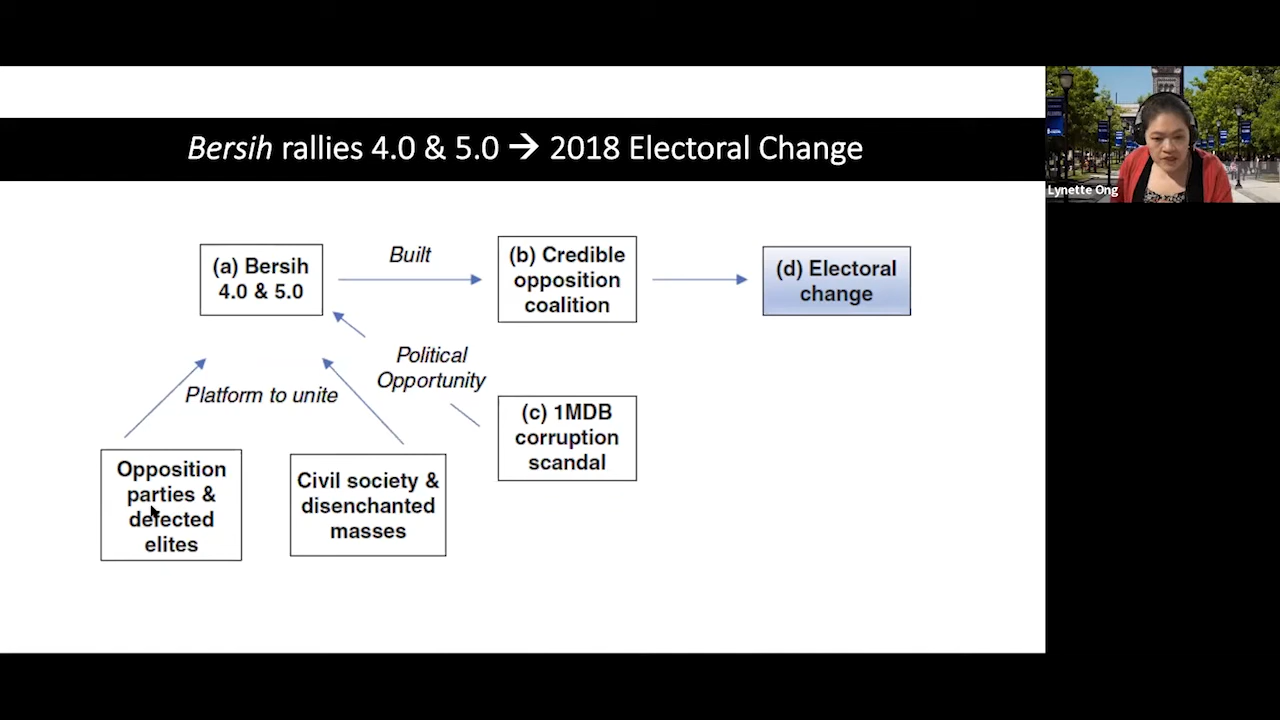 Bersih rallies 4.0 & 5.0 → 2018 Electoral Change
Lynette Ong
(a) Bersih
4.0 & 5.0
Built
(b) Credible
opposition
coalition
(d) Electoral
change
Political
Opportunity
Platform to unite
(c) 1MDB
corruption
scandal
Opposition
parties &
defected
elites
Civil society &
disenchanted
masses